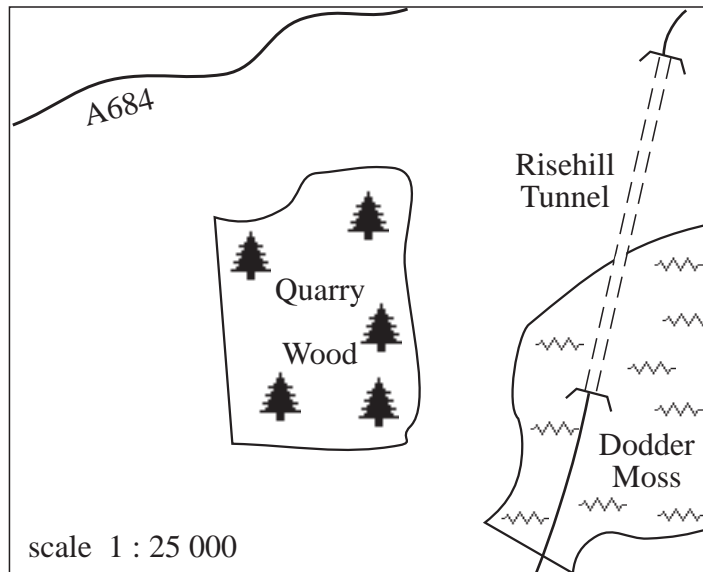 A684
Risehill
Tunnel
Quarry
Wood
Dodder
Moss
scale 1 : 25 000